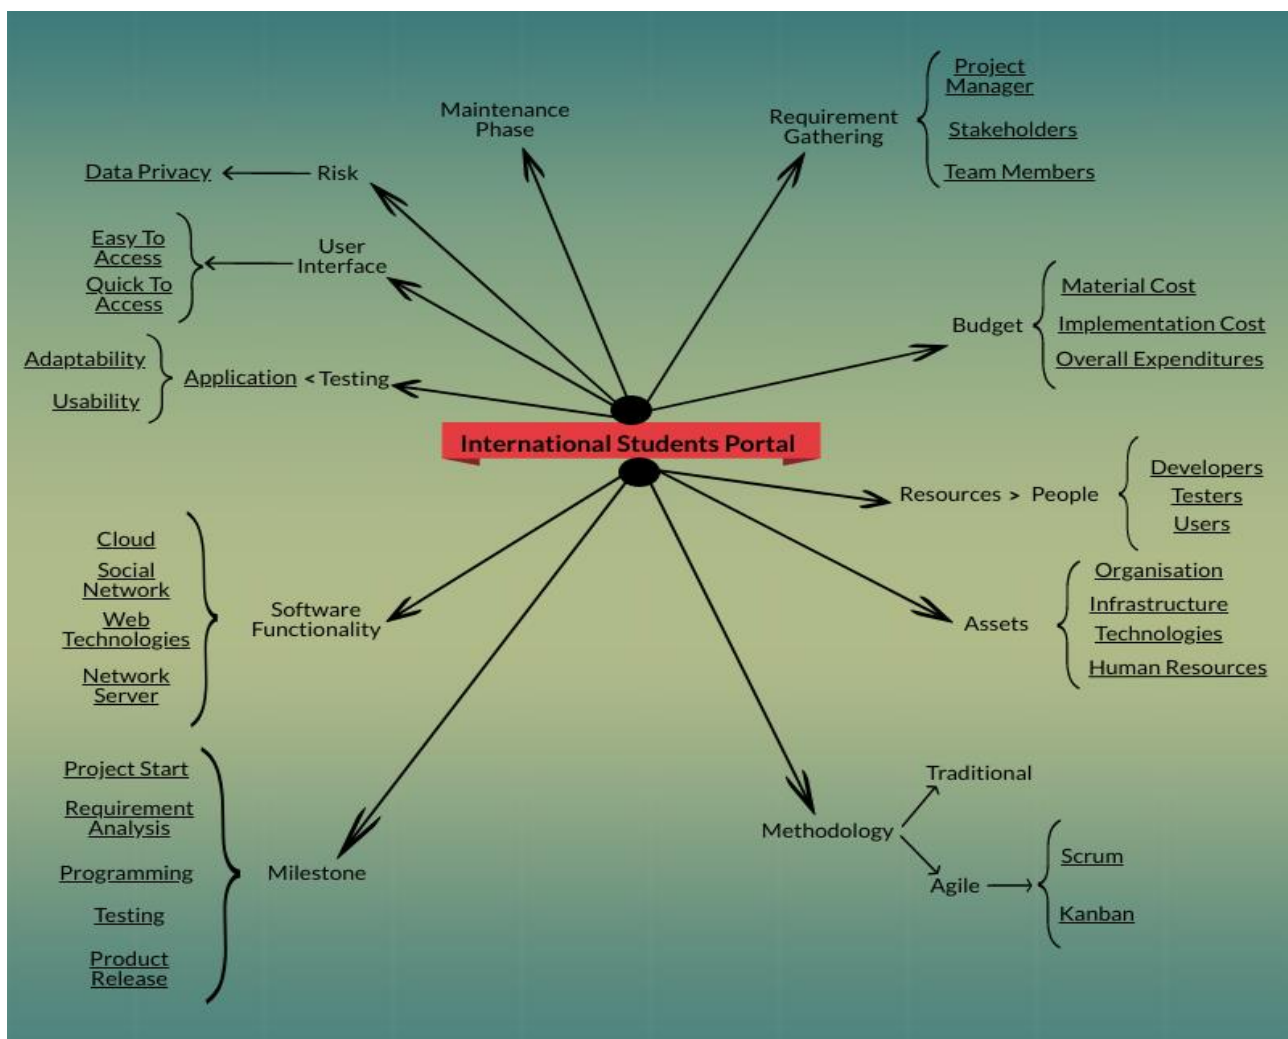 Maintenance
Phase
Requirement
Gathering
Project
Manager
Stakeholders
Team Members
Data Privacy
Risk
Easy To
Access
Quick To
Access
User
Interface
Adaptability
Usability
Application < Testing
Budget
Material Cost
Implementation Cost
Overall Expenditures
International Students Portal
Resources > People
Developers
Testers
Users
Assets
Organisation
Infrastructure
Technologies
Human Resources
Cloud
Social
Network
Web
Technologies
Network
Server
Software
Functionality
Project Start
Requirement
Analysis
Programming
Testing
Product
Release
Milestone
Methodology
Traditional
Agile
Scrum
Kanban